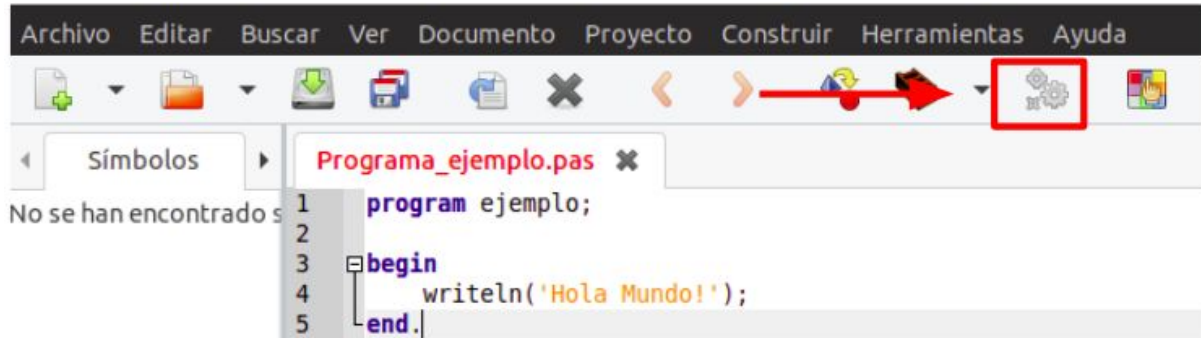 Archivo Editar Buscar Ver Documento Proyecto Construir Herramientas Ayuda
Símbolos
Programa_ejemplo.pas
No se han encontrado s
1 program ejemplo;
2
3 begin
4 writeln('Hola Mundo!');
5 end.